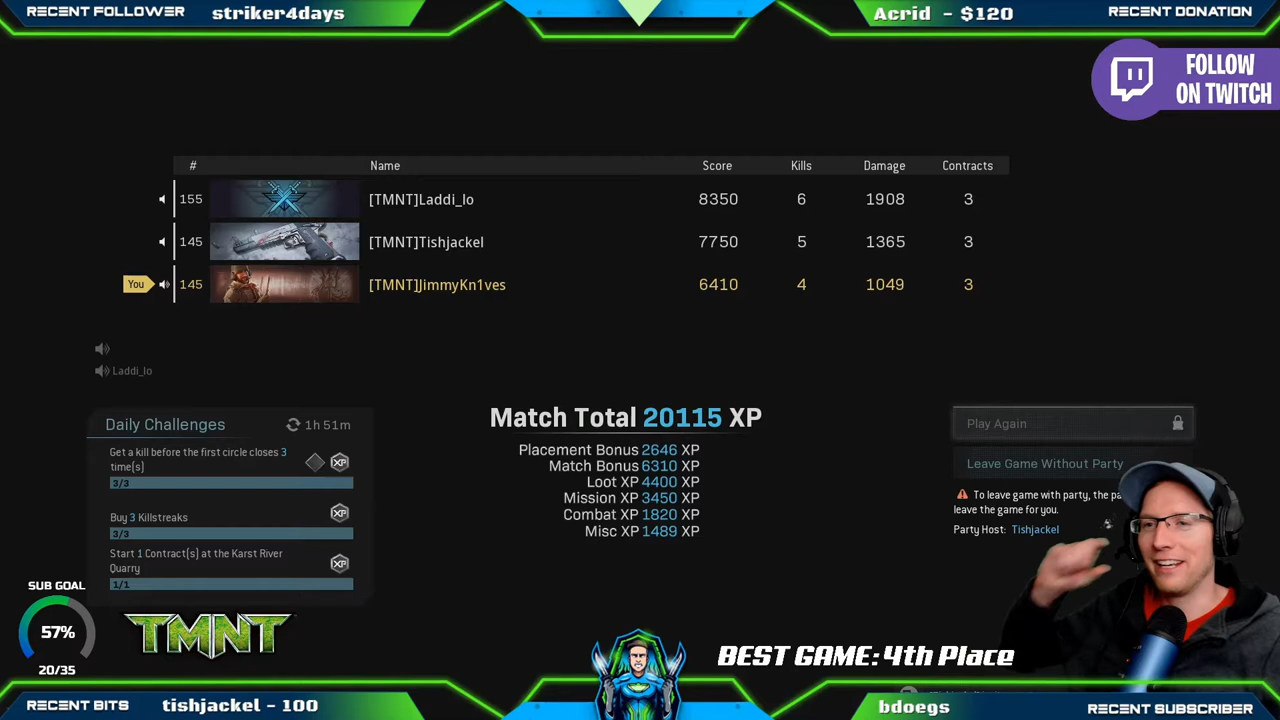 RECENT FOLLOWER striker4days
Acrid - $120 RECENT DONATION
FOLLOW
ON TWITCH
# Name Score Kills Damage Contracts
155 [TMNT]Laddi_Io 8350 6 1908 3
145 [TMNT]Tishjackel 7750 5 1365 3
You 145 [TMNT]JimmyKn1ves 6410 4 1049 3
Laddi_Io
Daily Challenges 1h 51m
Get a kill before the first circle closes 3
time(s)
XP
3/3
Buy 3 Killstreaks
XP
3/3
Start 1 Contract(s) at the Karst River
Quarry
XP
1/1
Match Total 20115 XP
Placement Bonus 2646 XP
Match Bonus 6310 XP
Loot XP 4400 XP
Mission XP 3450 XP
Combat XP 1820 XP
Misc XP 1489 XP
Play Again
Leave Game Without Party
To leave game with party, the pa
leave the game for you.
Party Host: Tishjackel
SUB GOAL
57%
20/35
TMNT
BEST GAME: 4th Place
RECENT BITS tishjackel - 100
bdoegs RECENT SUBSCRIBER